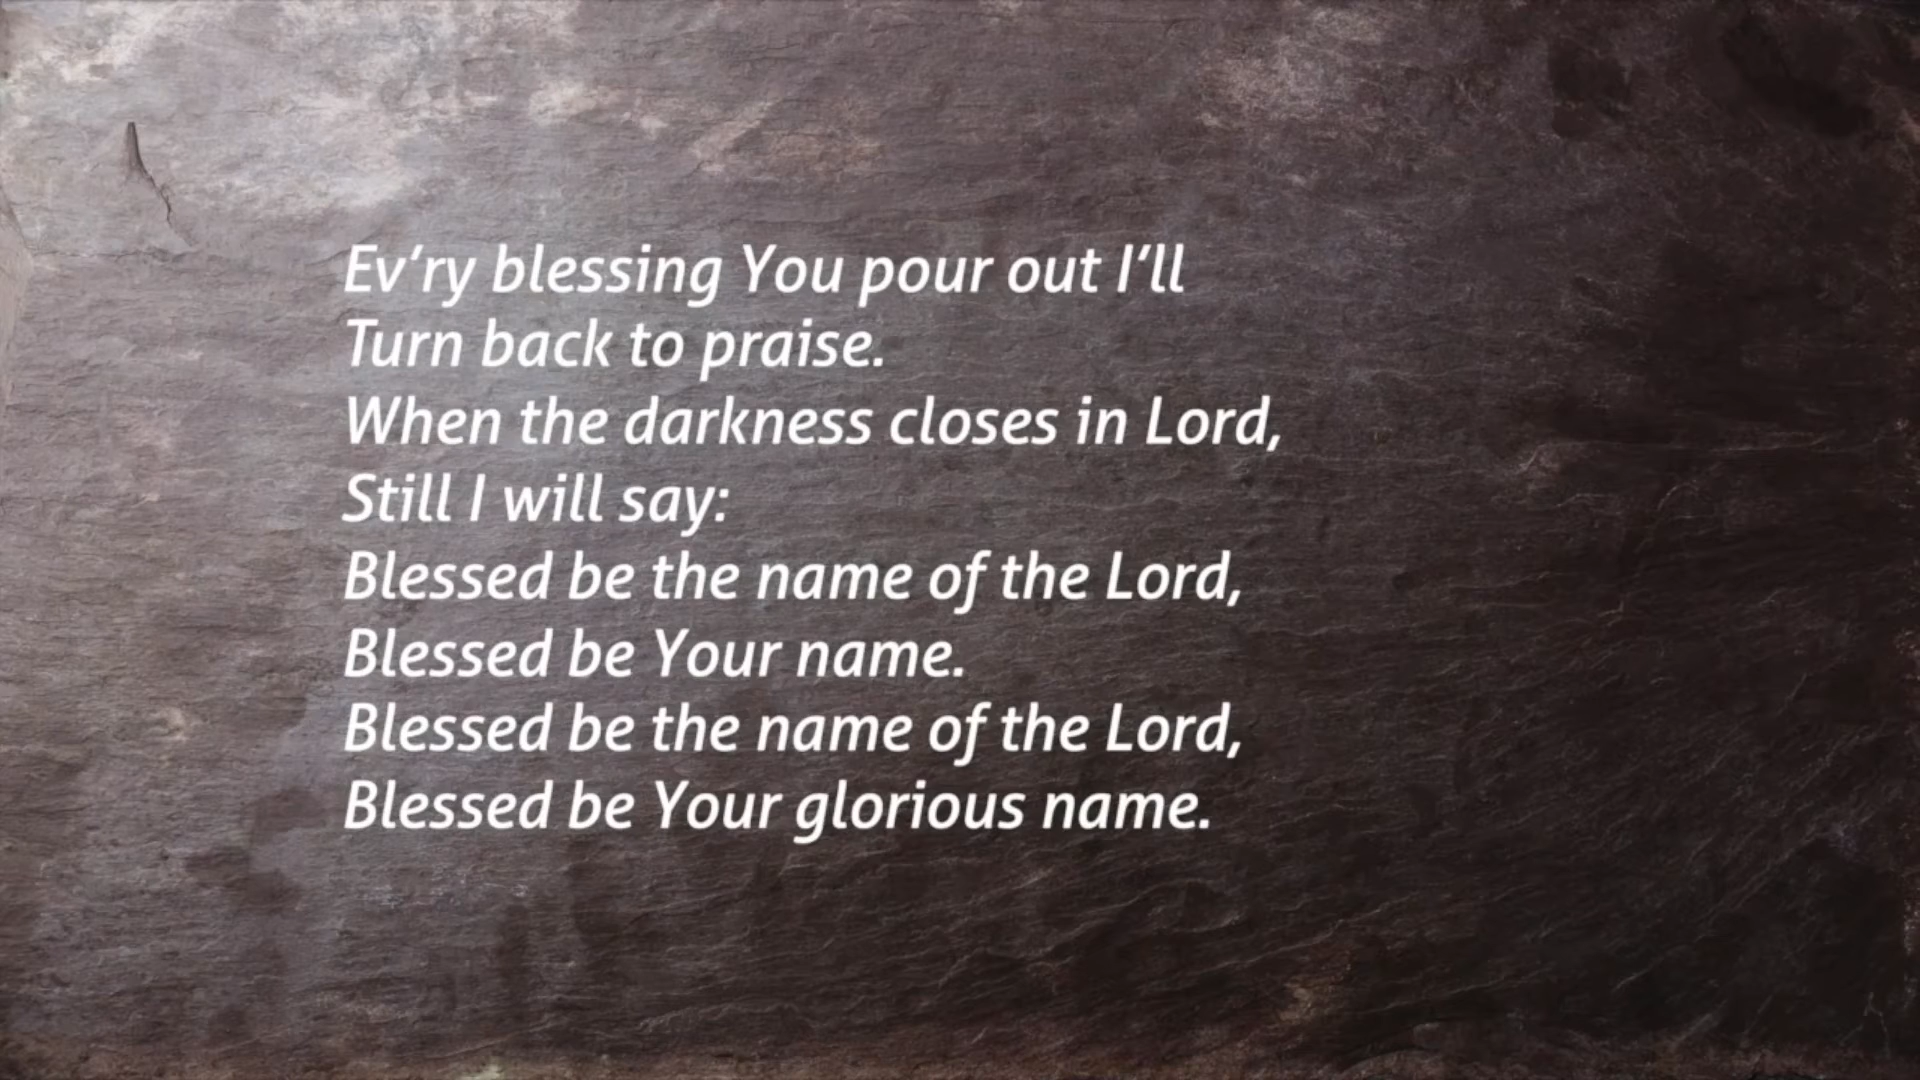 Ev’ry blessing You pour out I’ll
Turn back to praise.
When the darkness closes in Lord,
Still I will say:
Blessed be the name of the Lord,
Blessed be Your name.
Blessed be the name of the Lord,
Blessed be Your glorious name.